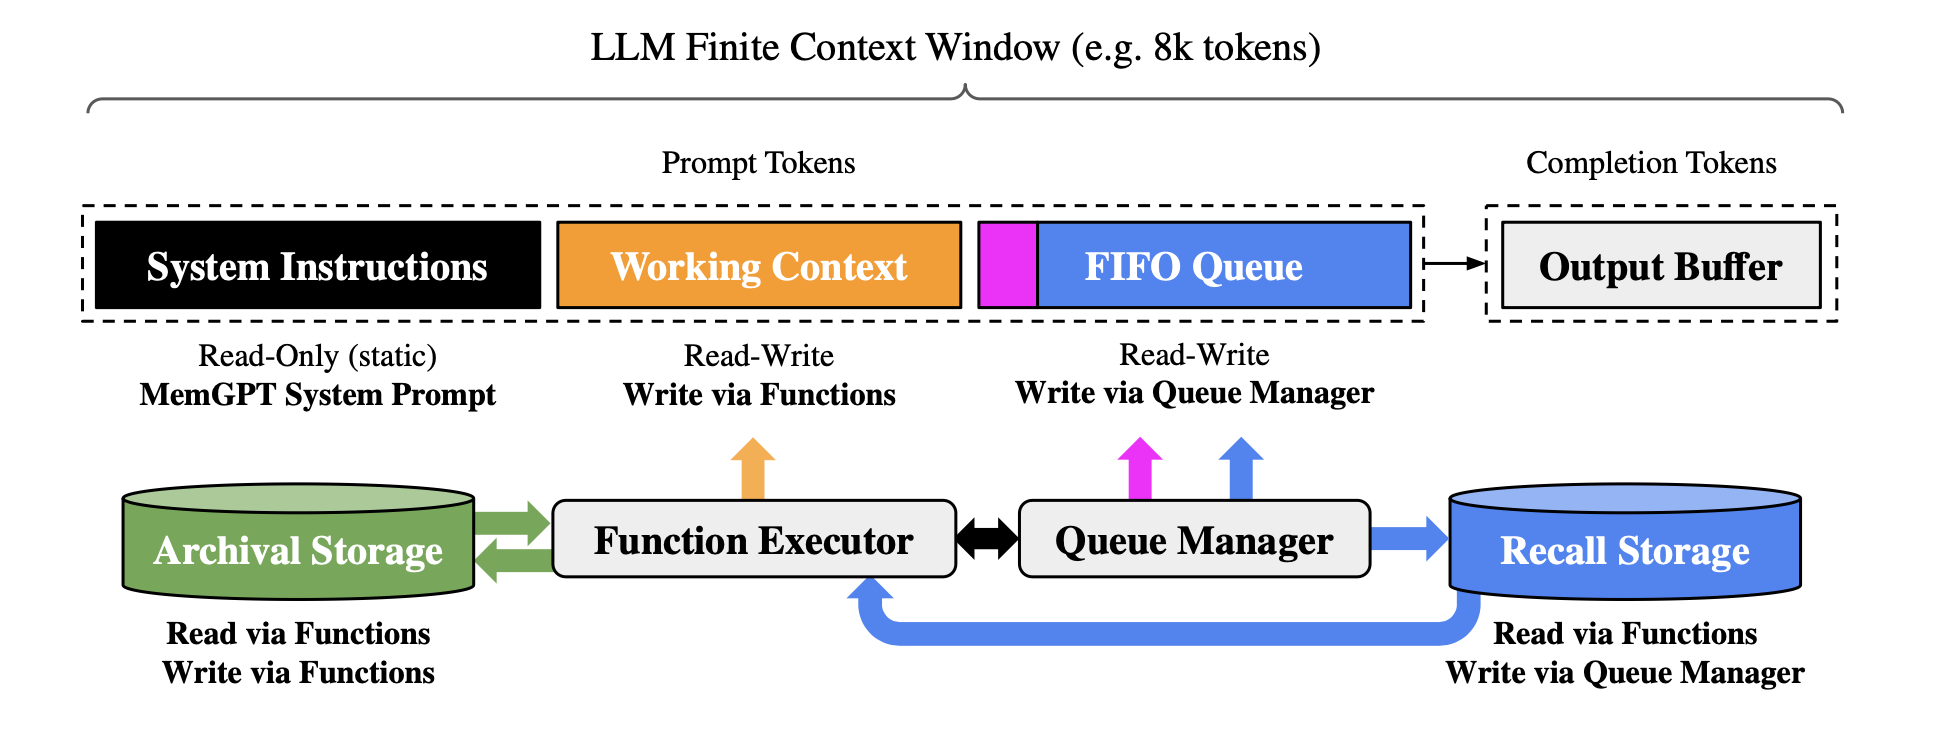 LLM Finite Context Window (e.g. 8k tokens)
Prompt Tokens
Completion Tokens
System Instructions
Working Context
FIFO Queue
Output Buffer
Read-Only (static)
MemGPT System Prompt
Read-Write
Write via Functions
Read-Write
Write via Queue Manager
Archival Storage
Function Executor
Queue Manager
Recall Storage
Read via Functions
Write via Functions
Read via Functions
Write via Queue Manager